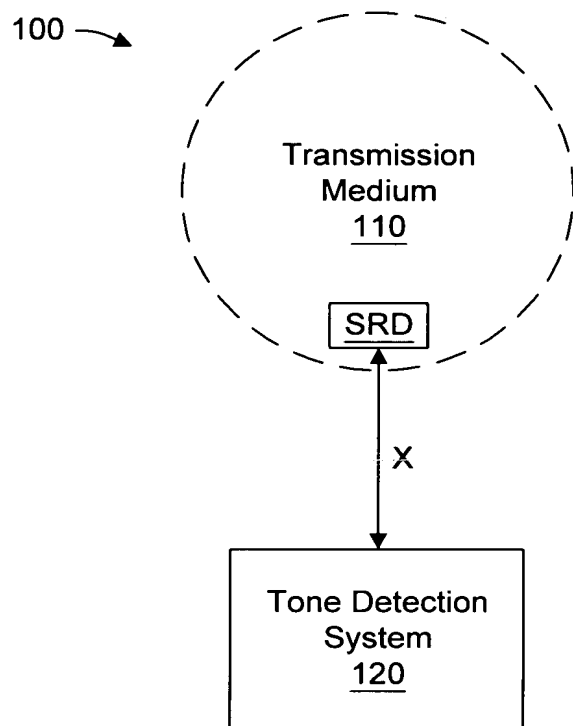 100
Transmission
Medium
110
SRD
X
Tone Detection
System
120